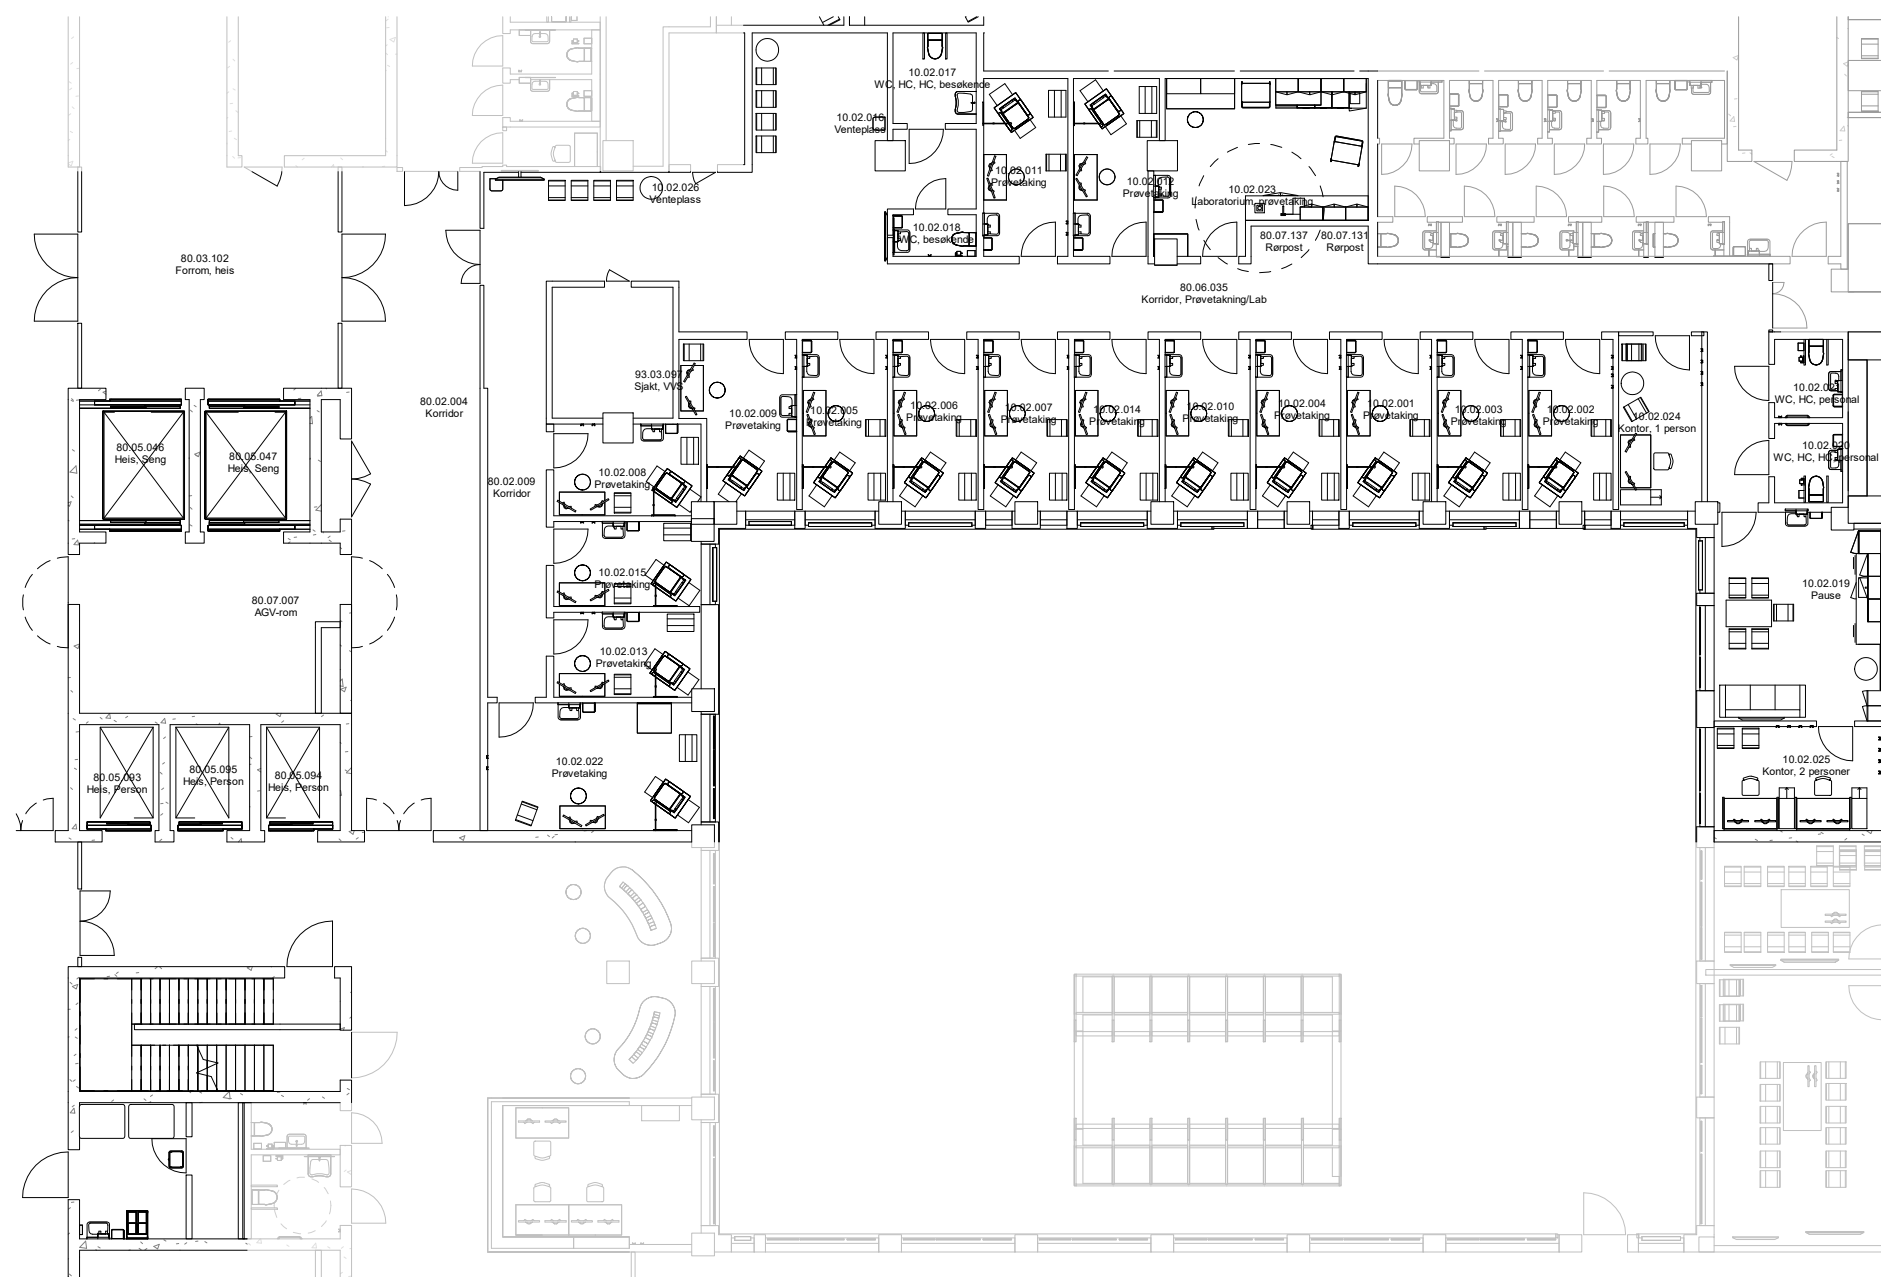 10.02.017
WC, HC, HC, besøkende
10.02.016
Venteplass
10.02.011
Prøvetaking
10.02.012
Prøvetaking
10.02.026
Venteplass
10.02.023
Laboratorium, prøvetaking
10.02.018
WC, besøkende
80.07.137
Rørpost
80.07.131
Rørpost
80.03.102
Forrom, heis
80.06.035
Korridor, Prøvetakning/Lab
93.03.097
Sjakt, VVS
80.02.004
Korridor
10.02.009
Prøvetaking
10.02.005
Prøvetaking
10.02.006
Prøvetaking
10.02.007
Prøvetaking
10.02.014
Prøvetaking
10.02.010
Prøvetaking
10.02.004
Prøvetaking
10.02.001
Prøvetaking
10.02.003
Prøvetaking
10.02.002
Prøvetaking
10.02.024
Kontor, 1 person
WC, HC, personal
10.02.020
WC, HC, HC, personal
80.05.046
Heis, Seng
80.05.047
Heis, Seng
80.02.009
Korridor
10.02.008
Prøvetaking
10.02.015
Prøvetaking
10.02.019
Pause
80.07.007
AGV-rom
10.02.013
Prøvetaking
10.02.022
Prøvetaking
10.02.025
Kontor, 2 personer
80.05.093
Heis, Person
80.05.095
Heis, Person
80.05.094
Heis, Person